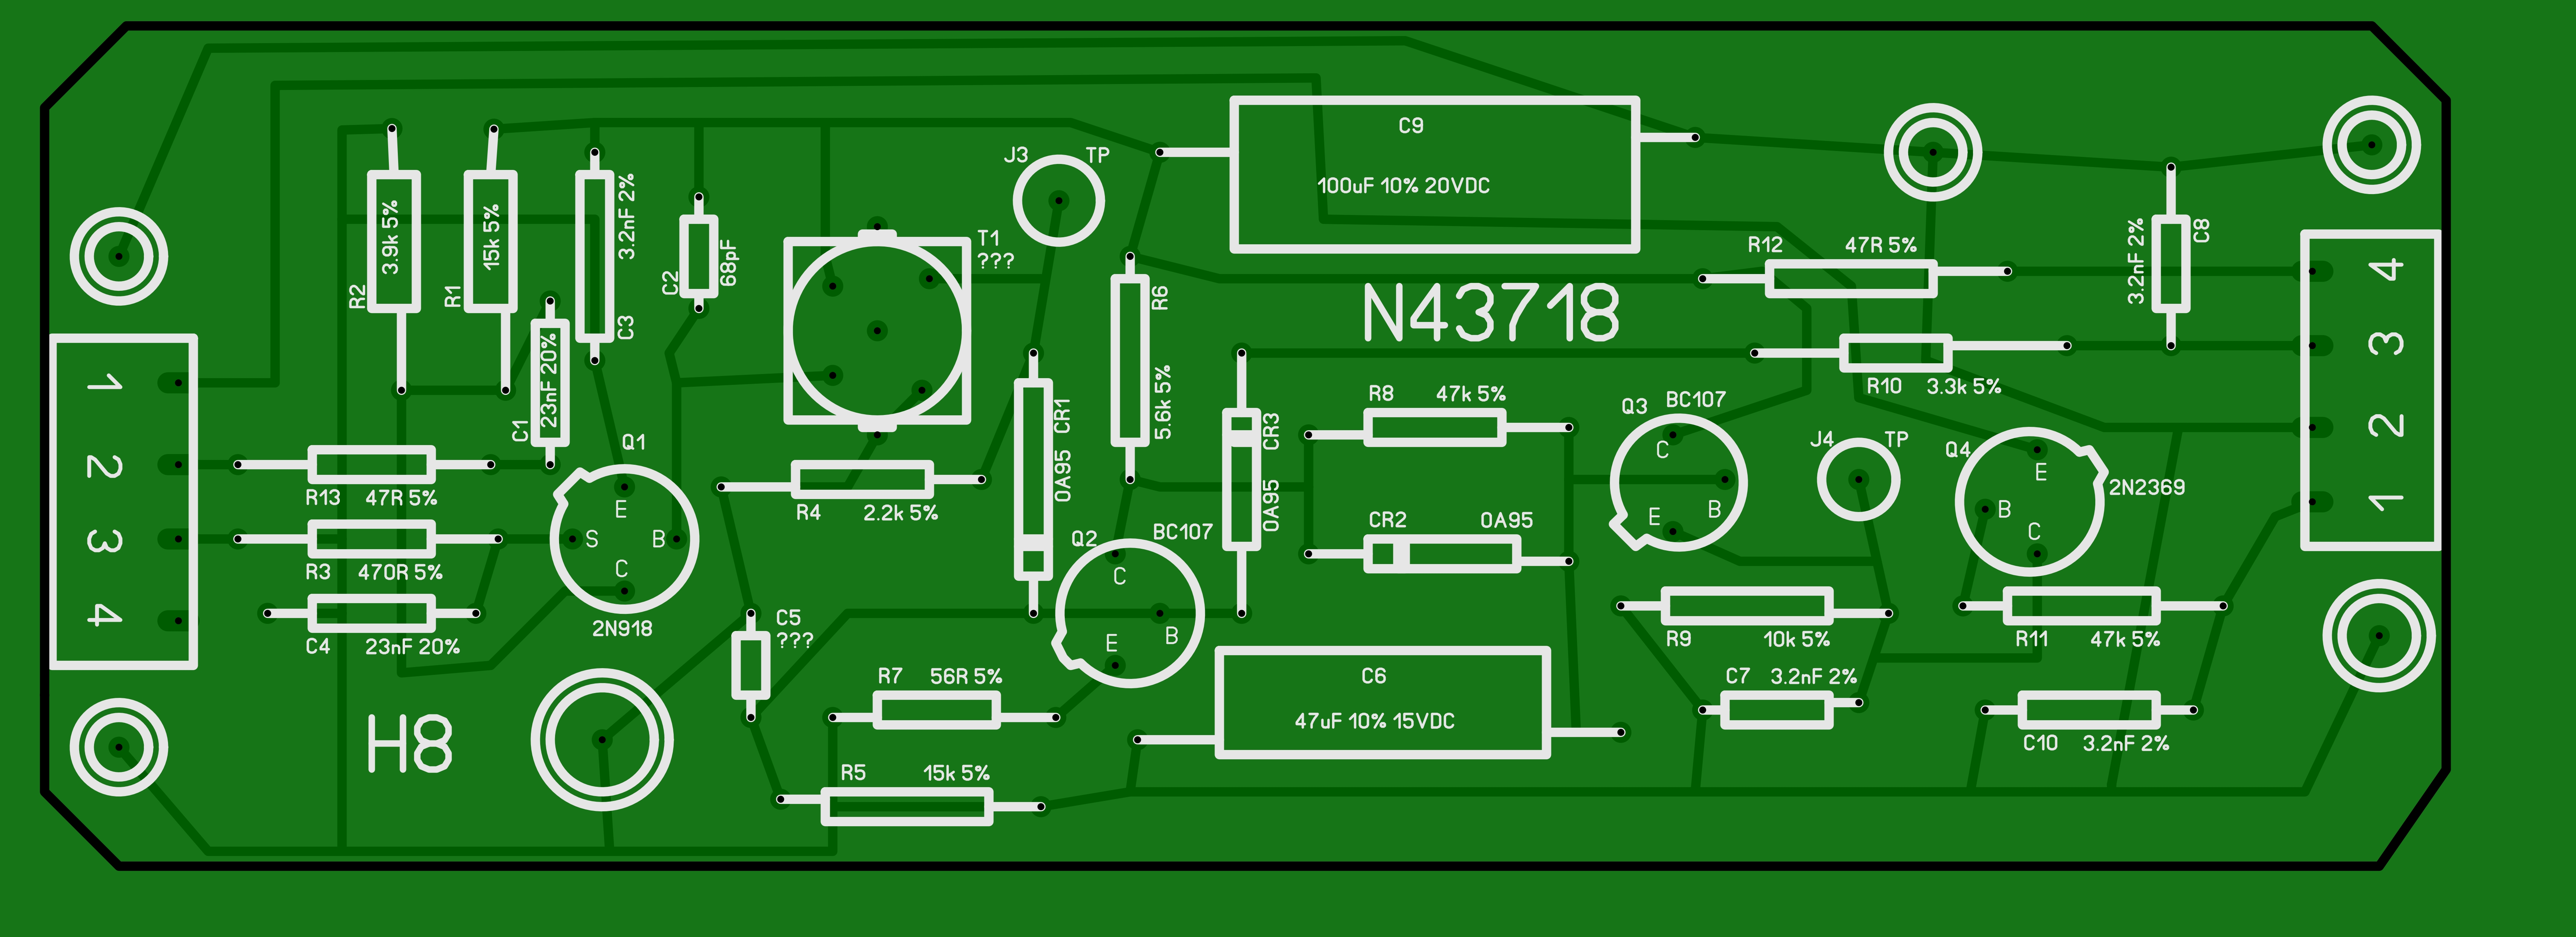 C9
100uF 10% 20VDC
J3 TP
R2
3.9k 5%
R1
15k 5%
3.2nF 2%
C3
C2
68pF
T1
???
R12 47R 5%
3.2nF 2%
C8
R6
5.6k 5%
N43718
4
3
2
1
1
2
3
4
C1
23nF 20%
R10 3.3k 5%
CR1
0A95
CR3
0A95
R8 47k 5%
Q3 BC107
C
B
E
J4 TP
Q4
E
B
C
2N2369
Q1
E
S B
C
2N918
R13 47R 5%
R4 2.2k 5%
CR2 0A95
Q2 BC107
C
B
E
R3 470R 5%
C4 23nF 20%
C5
???
R9 10k 5%
R11 47k 5%
R7 56R 5%
C6
47uF 10% 15VDC
C7 3.2nF 2%
C10 3.2nF 2%
H8
R5 15k 5%